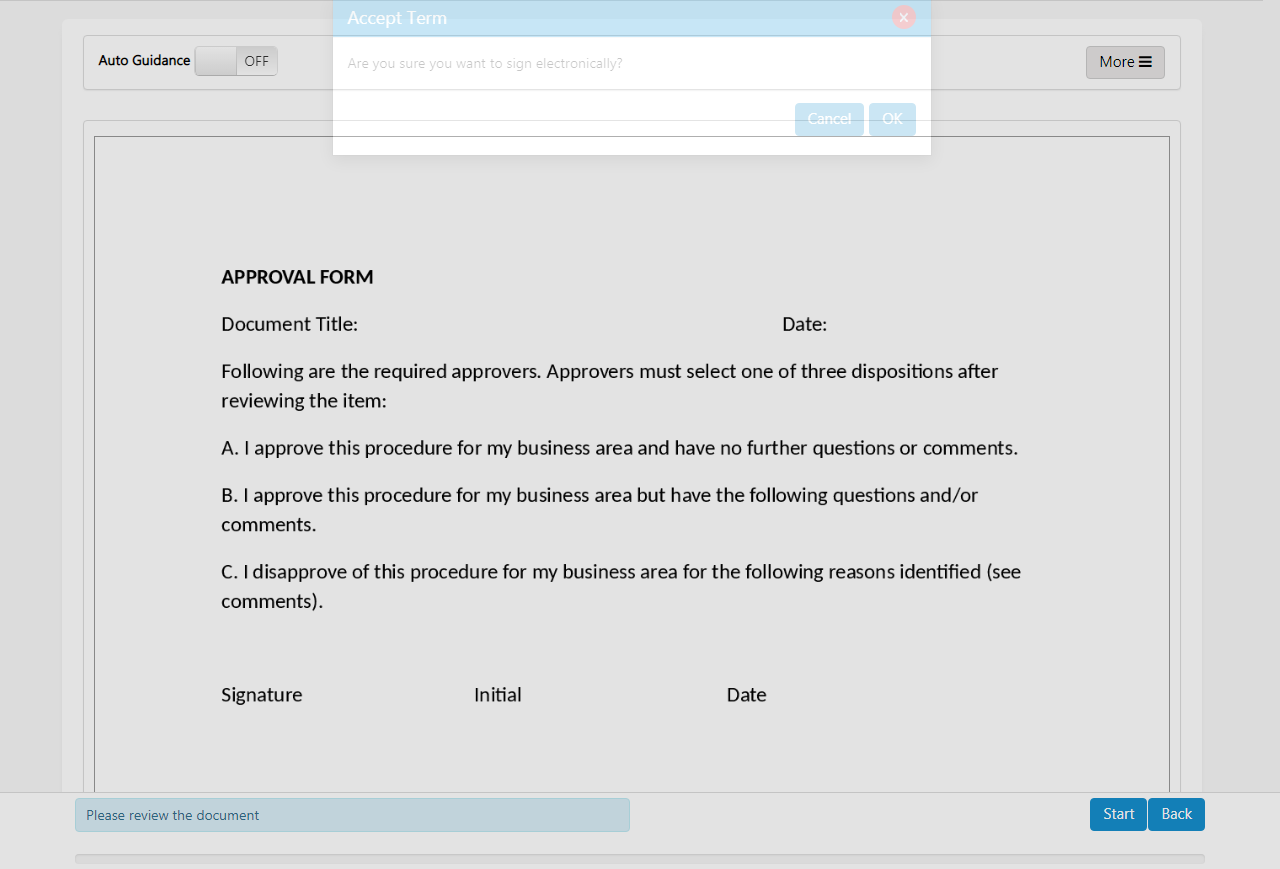 Accept Term
x
Are you sure you want to sign electronically?
Cancel OK
Auto Guidance OFF
More
APPROVAL FORM
Document Title: Date:
Following are the required approvers. Approvers must select one of three dispositions after
reviewing the item:
A. I approve this procedure for my business area and have no further questions or comments.
B. I approve this procedure for my business area but have the following questions and/or
comments.
C. I disapprove of this procedure for my business area for the following reasons identified (see
comments).
Signature Initial Date
Please review the document
Start Back